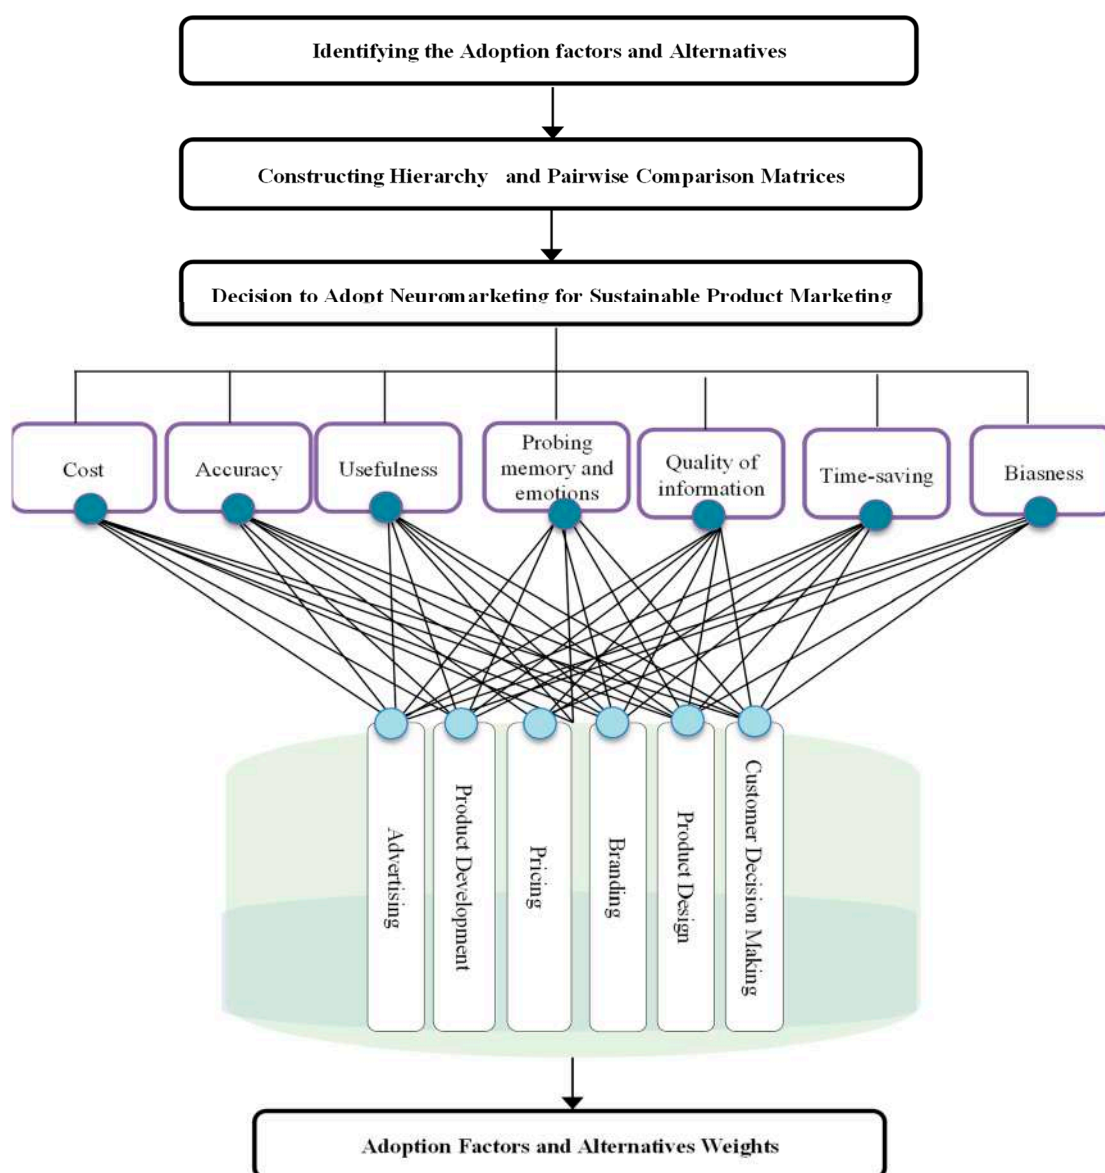 Identifying the Adoption factors and Alternatives
Constructing Hierarchy and Pairwise Comparison Matrices
Decision to Adopt Neuromarketing for Sustainable Product Marketing
Cost
Accuracy
Usefulness
Probing
memory and
emotions
Quality of
information
Time-saving
Biasness
Advertising
Product Development
Pricing
Branding
Product Design
Customer Decision Making
Adoption Factors and Alternatives Weights